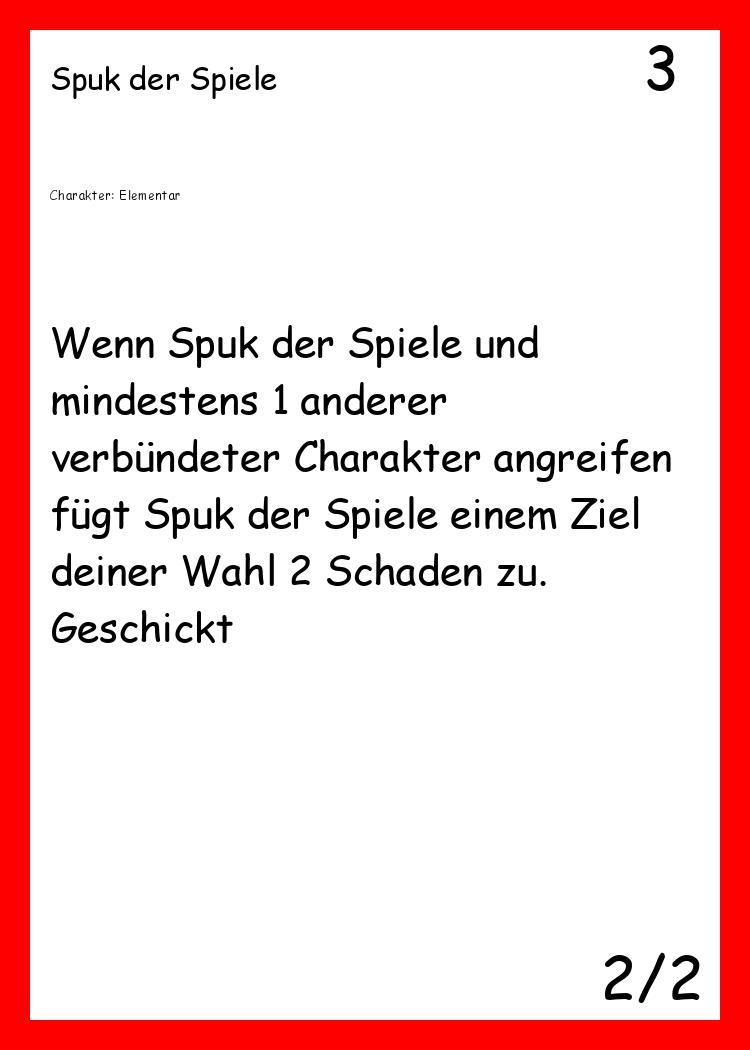 Spuk der Spiele
3
Charakter: Elementar
Wenn Spuk der Spiele und
mindestens 1 anderer
verbündeter Charakter angreifen
fügt Spuk der Spiele einem Ziel
deiner Wahl 2 Schaden zu.
Geschickt
2/2